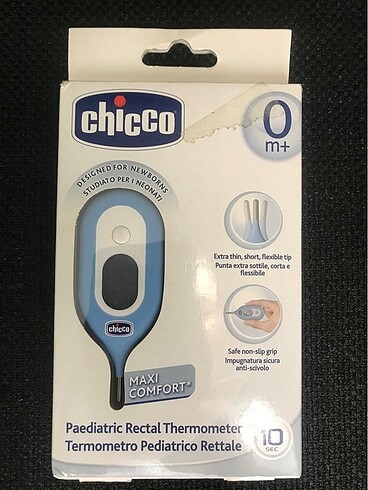 chicco
0
m+
DESIGNED FOR NEWBORNS
STUDIATO PER I NEONATI
Extra thin, short, flexible tip
Punta extra sottile, corta e
flessibile
chicco
Safe non-slip grip
Impugnatura sicura
anti-scivolo
MAXI
COMFORT®
Paediatric Rectal Thermometer
Termometro Pediatrico Rettale
10
SEC